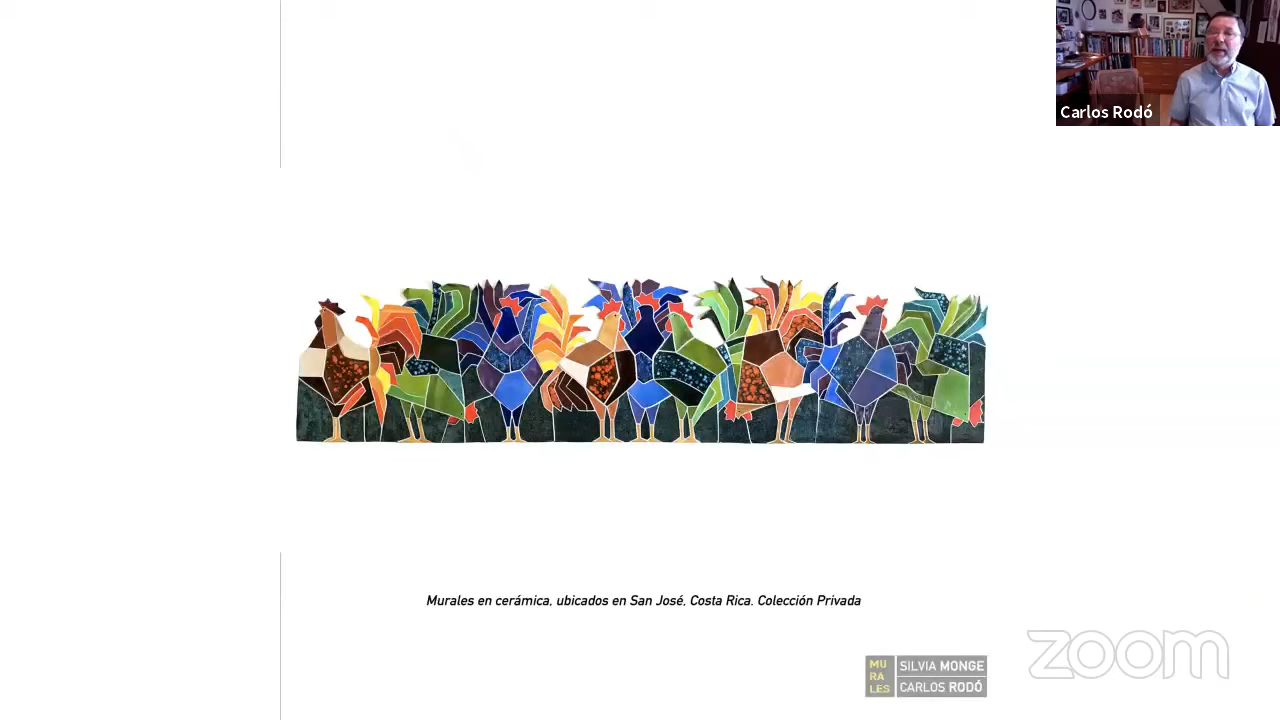 Carlos Rodó
Murales en cerámica, ubicados en San José, Costa Rica. Colección Privada
MU
RA
LES
SILVIA MONGE
CARLOS RODÓ
zoom